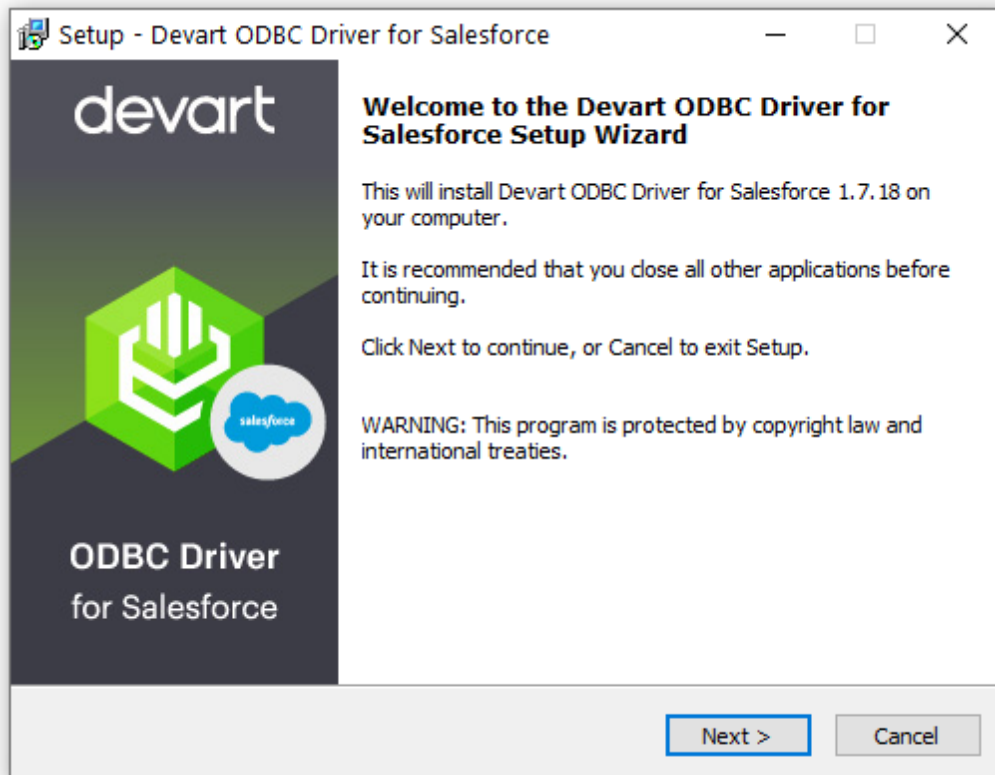 Setup - Devart ODBC Driver for Salesforce
devart
Welcome to the Devart ODBC Driver for
Salesforce Setup Wizard
This will install Devart ODBC Driver for Salesforce 1.7.18 on
your computer.
It is recommended that you close all other applications before
continuing.
Click Next to continue, or Cancel to exit Setup.
WARNING: This program is protected by copyright law and
international treaties.
salesforce
ODBC Driver
for Salesforce
Next >
Cancel